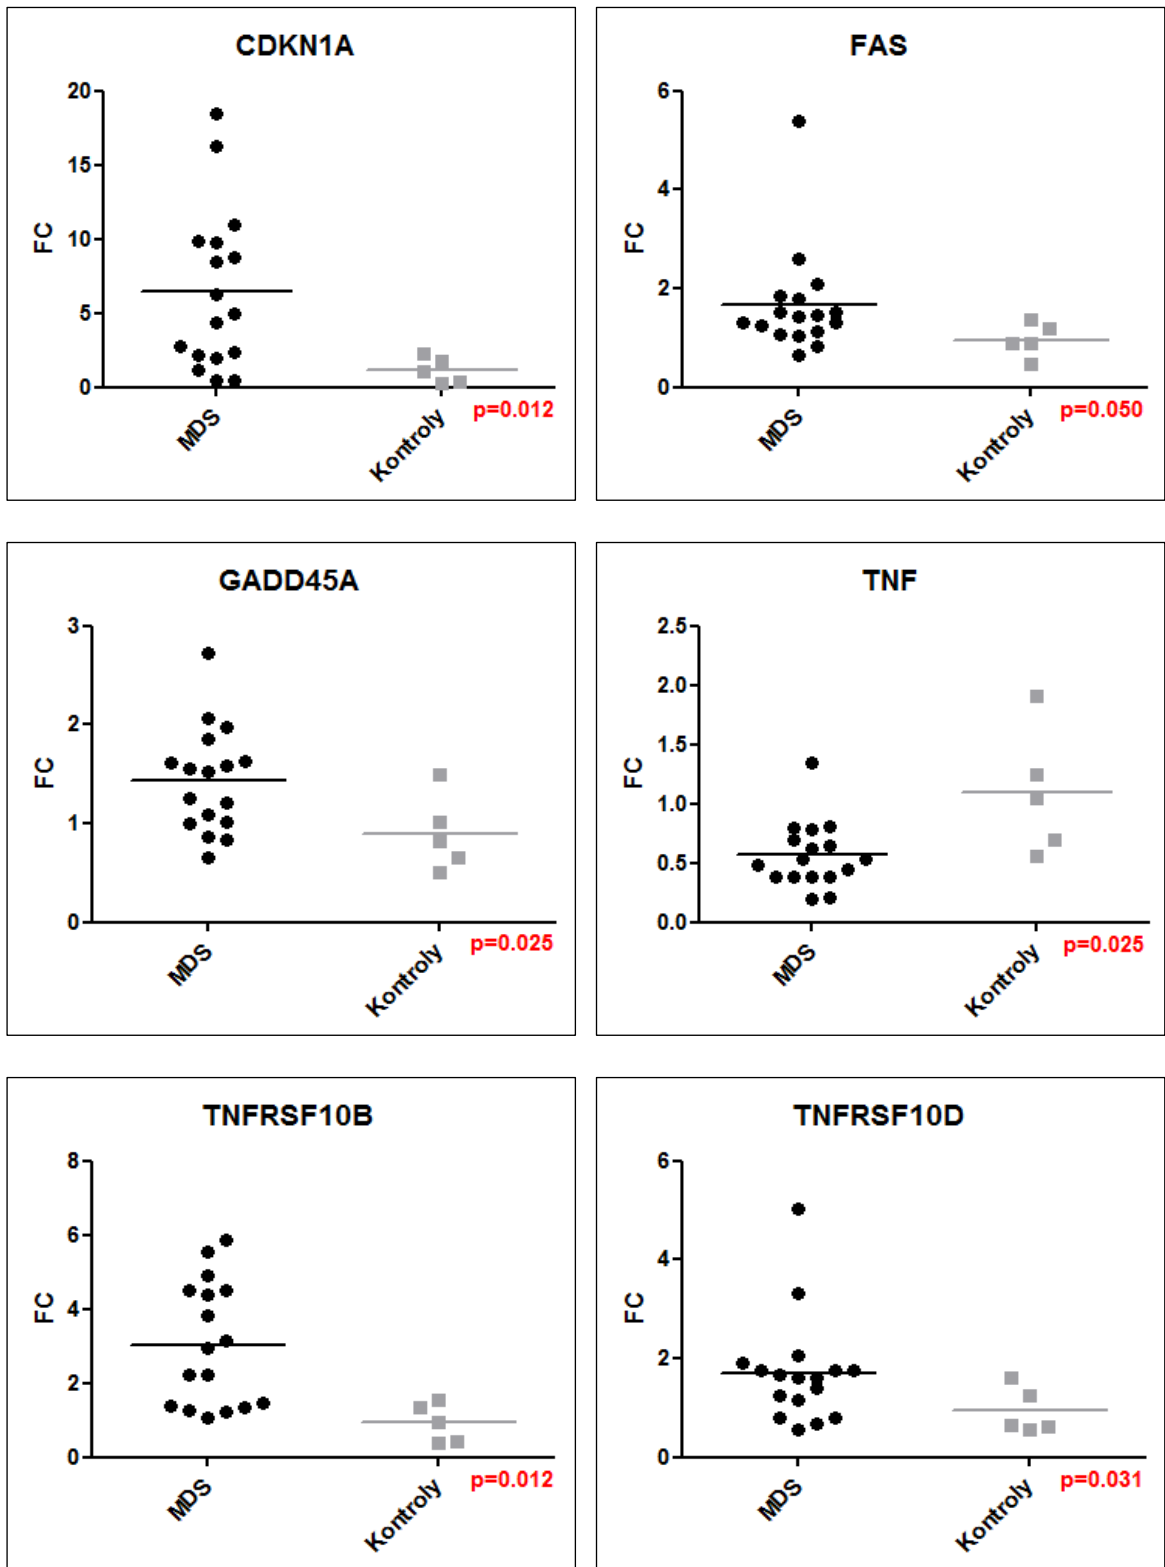 CDKN1A
20
15
10
5
0
FC
MDS
Kontroly
p=0.012
FAS
6
4
2
0
FC
MDS
Kontroly
p=0.050
GADD45A
3
2
1
0
FC
MDS
Kontroly
p=0.025
TNF
2.5
2.0
1.5
1.0
0.5
0.0
FC
MDS
Kontroly
p=0.025
TNFRSF10B
8
6
4
2
0
FC
MDS
Kontroly
p=0.012
TNFRSF10D
6
4
2
0
FC
MDS
Kontroly
p=0.031